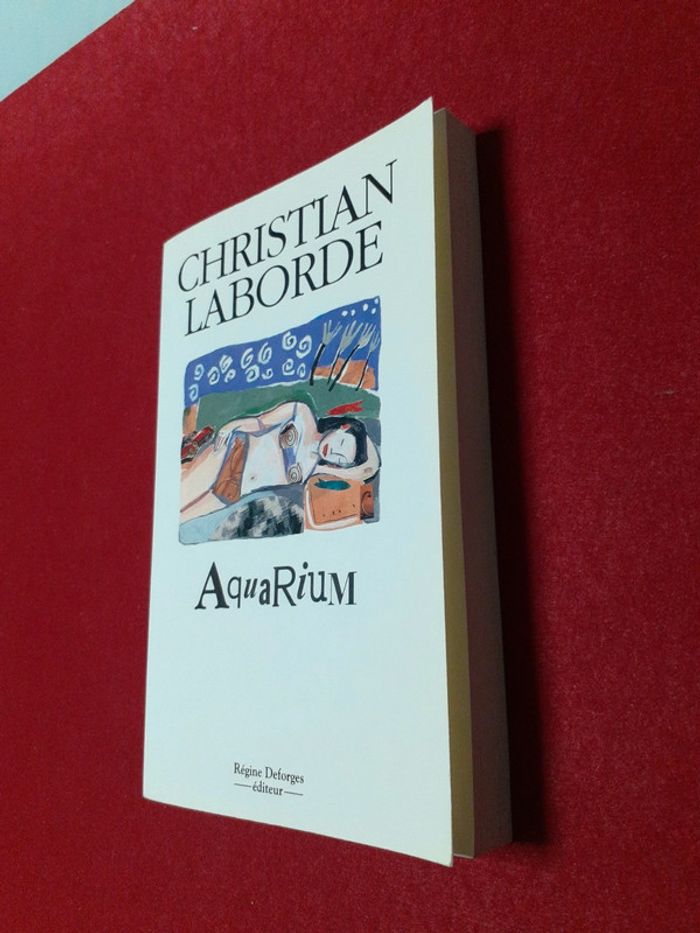 CHRISTIAN
LABORDE
AquaRiuM
Régine Deforges
éditeur